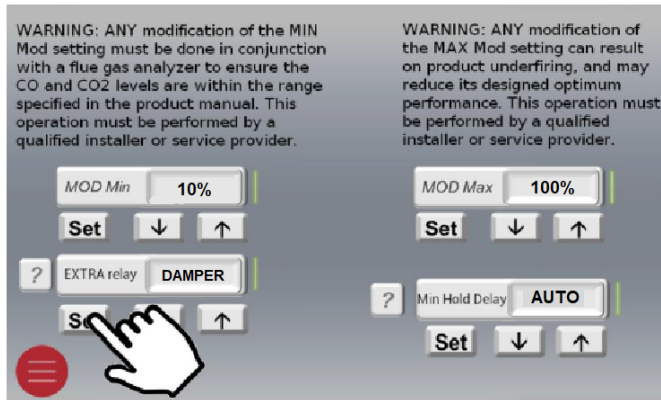 WARNING: ANY modification of the MIN
Mod setting must be done in conjunction
with a flue gas analyzer to ensure the
CO and CO2 levels are within the range
specified in the product manual. This
operation must be performed by a
qualified installer or service provider.
MOD Min 10%
Set ↓ ↑
? EXTRA relay DAMPER
↑
WARNING: ANY modification of
the MAX Mod setting can result
on product underfiring, and may
reduce its designed optimum
performance. This operation must
be performed by a qualified
installer or service provider.
MOD Max 100%
Set ↓ ↑
? Min Hold Delay AUTO
Set ↓ ↑